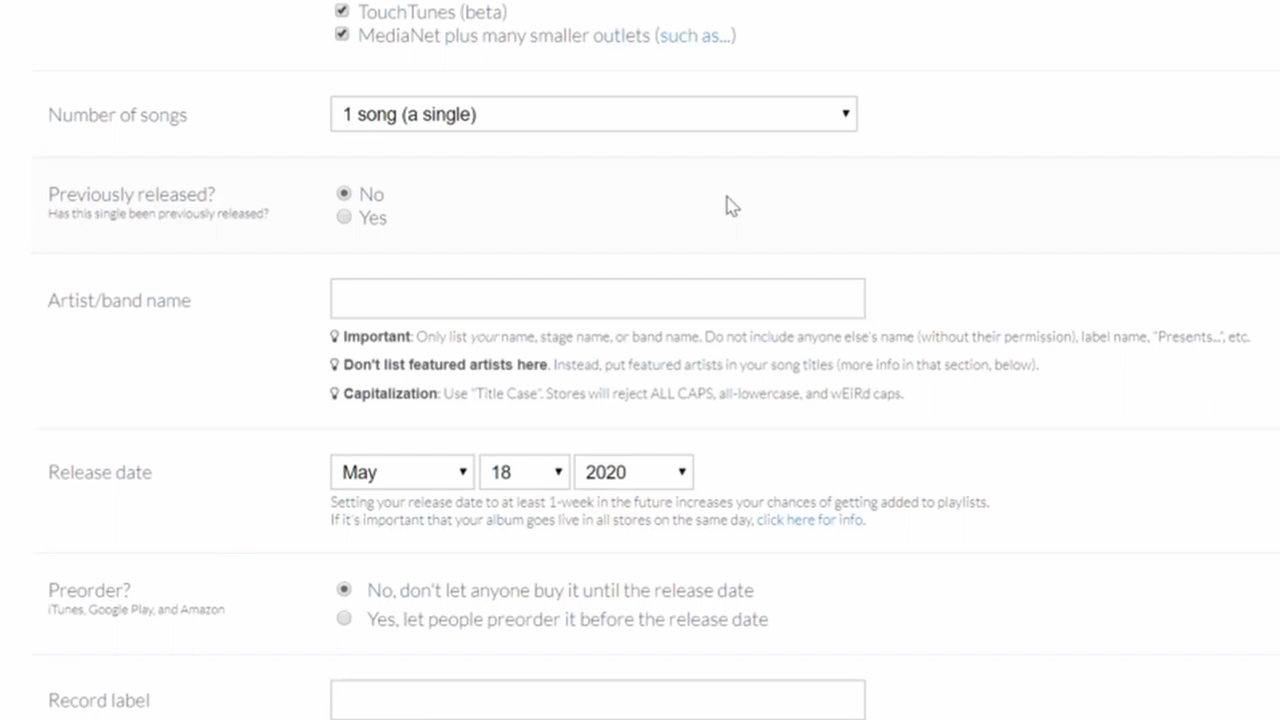 TouchTunes (beta)
MediaNet plus many smaller outlets (such as...)
Number of songs
1 song (a single)
Previously released?
Has this single been previously released?
No
Yes
Artist/band name
Important: Only list your name, stage name, or band name. Do not include anyone else's name (without their permission), label name, "Presents...", etc.
Don't list featured artists here. Instead, put featured artists in your song titles (more info in that section, below).
Capitalization: Use "Title Case". Stores will reject ALL CAPS, all-lowercase, and wEIRd caps.
Release date
May 18 2020
Setting your release date to at least 1-week in the future increases your chances of getting added to playlists.
If it's important that your album goes live in all stores on the same day, click here for info.
Preorder?
iTunes, Google Play, and Amazon
No, don't let anyone buy it until the release date
Yes, let people preorder it before the release date
Record label